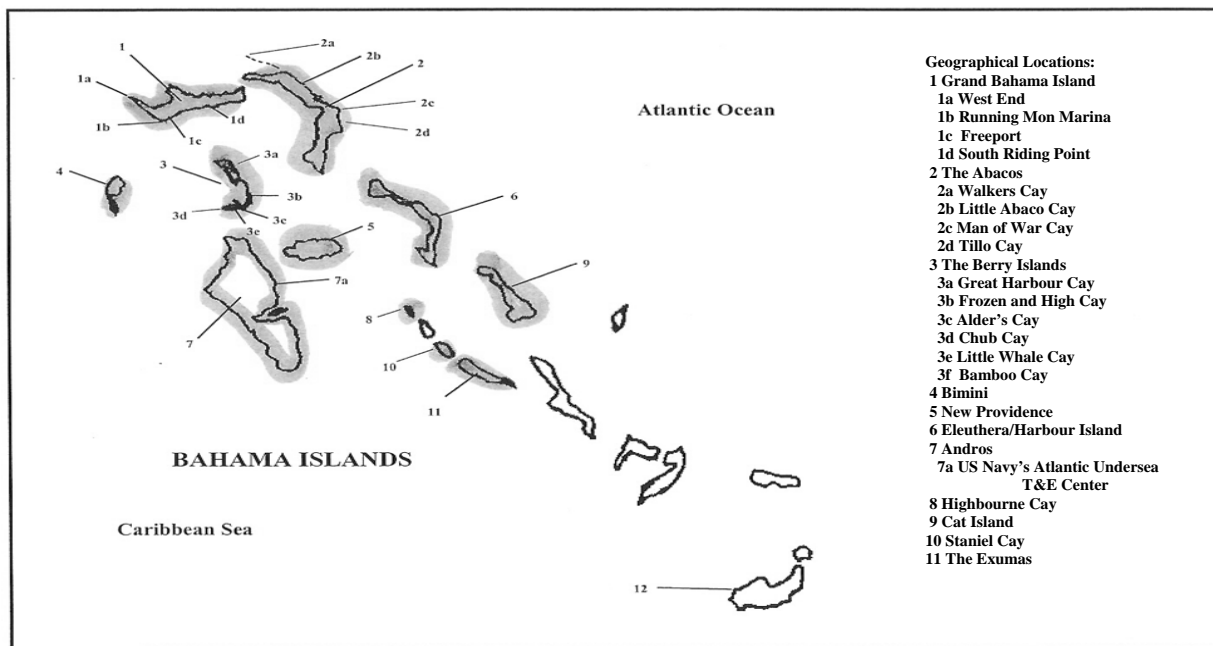 1
2a
2b
2
1a
2c
1b
1c
1d
2d
Atlantic Ocean
3a
3
4
3b
6
3d
3c
3e
5
7a
9
8
7
10
11
BAHAMA ISLANDS
Caribbean Sea
12
Geographical Locations:
1 Grand Bahama Island
1a West End
1b Running Mon Marina
1c Freeport
1d South Riding Point
2 The Abacos
2a Walkers Cay
2b Little Abaco Cay
2c Man of War Cay
2d Tillo Cay
3 The Berry Islands
3a Great Harbour Cay
3b Frozen and High Cay
3c Alder's Cay
3d Chub Cay
3e Little Whale Cay
3f Bamboo Cay
4 Bimini
5 New Providence
6 Eleuthera/Harbour Island
7 Andros
7a US Navy's Atlantic Undersea
T&E Center
8 Highbourne Cay
9 Cat Island
10 Staniel Cay
11 The Exumas